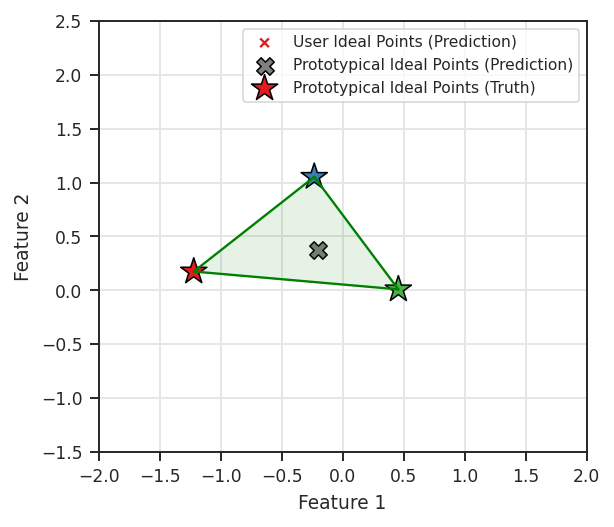 2.5
2.0
1.5
1.0
0.5
0.0
−0.5
−1.0
−1.5
Feature 2
User Ideal Points (Prediction)
Prototypical Ideal Points (Prediction)
Prototypical Ideal Points (Truth)
−2.0 −1.5 −1.0 −0.5 0.0 0.5 1.0 1.5 2.0
Feature 1